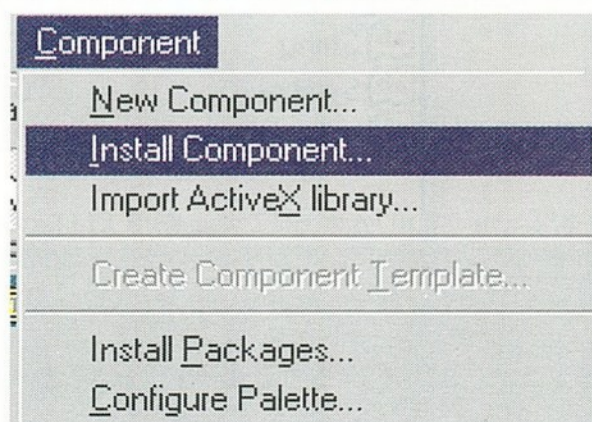 Component
New Component...
Install Component...
Import ActiveX library...
Create Component Template...
Install Packages...
Configure Palette...